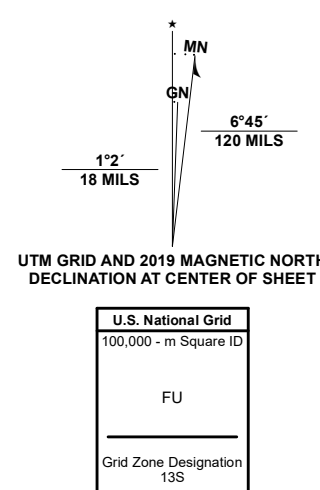 ★
MN
GN
6°45´
120 MILS
1°2´
18 MILS
UTM GRID AND 2019 MAGNETIC NORTH
DECLINATION AT CENTER OF SHEET
U.S. National Grid
100,000 - m Square ID
FU
Grid Zone Designation
13S